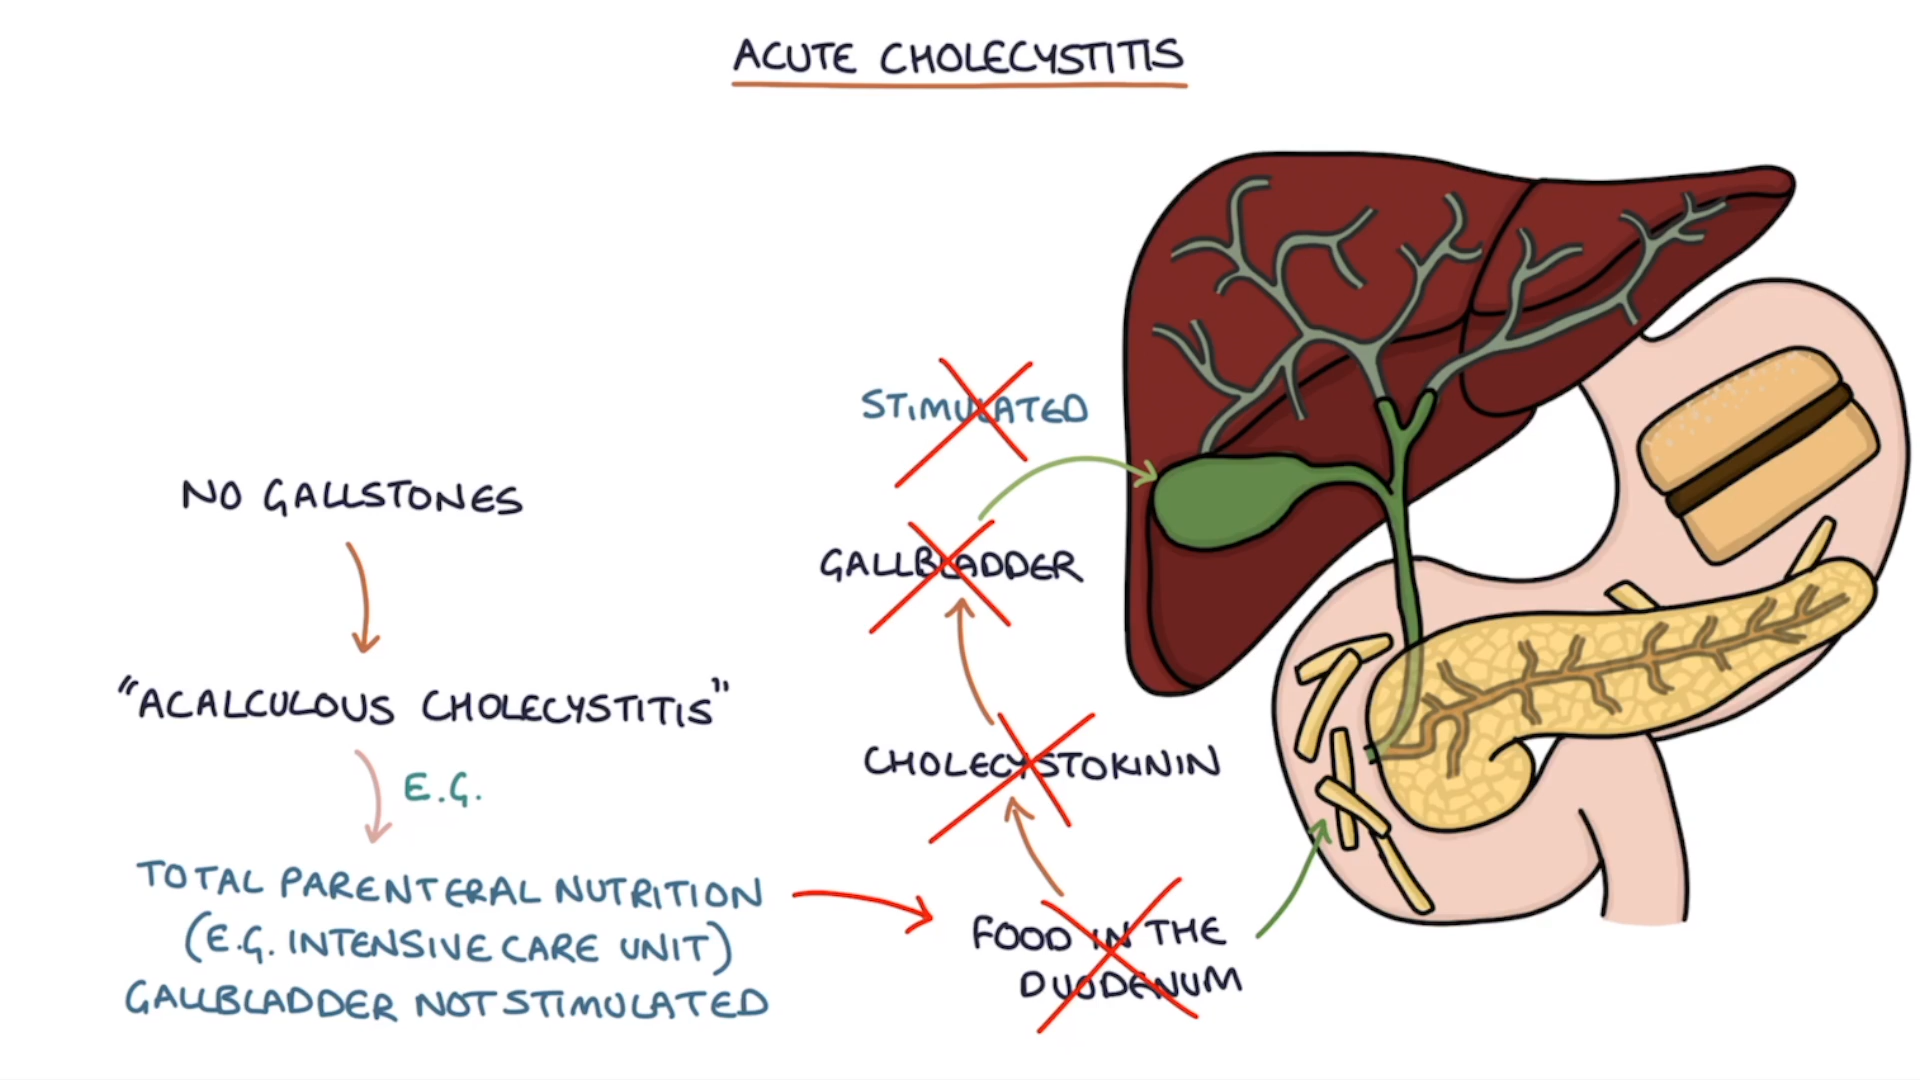 ACUTE CHOLECYSTITIS
NO GALLSTONES
"ACALCULOUS CHOLECYSTITIS"
E.G.
TOTAL PARENTERAL NUTRITION
(E.G. INTENSIVE CARE UNIT)
GALLBLADDER NOT STIMULATED
STIMULATED
GALLBLADDER
CHOLECYSTOKININ
FOOD IN THE
DUODENUM